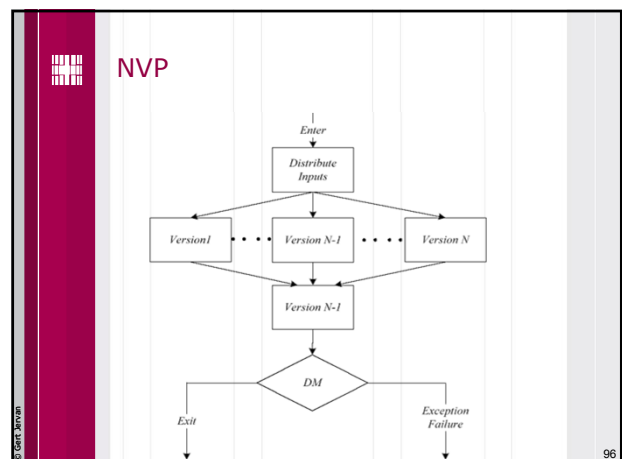 NVP
Enter
Distribute
Inputs
Version1
Version N-1
Version N
Version N-1
DM
Exit
Exception
Failure
© Gert Jervan
96